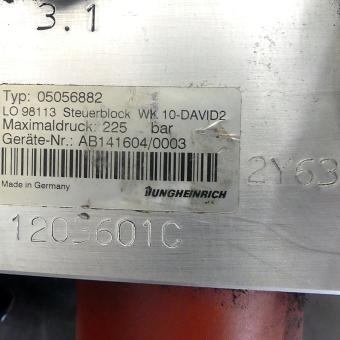 3.1
Typ: 05056882
LO 98113 Steuerblock WK 10-DAVID2
Maximaldruck: 225 bar
Geräte-Nr.: AB141604/0003
Made in Germany
JUNGHEINRICH
2Y63
1203601C